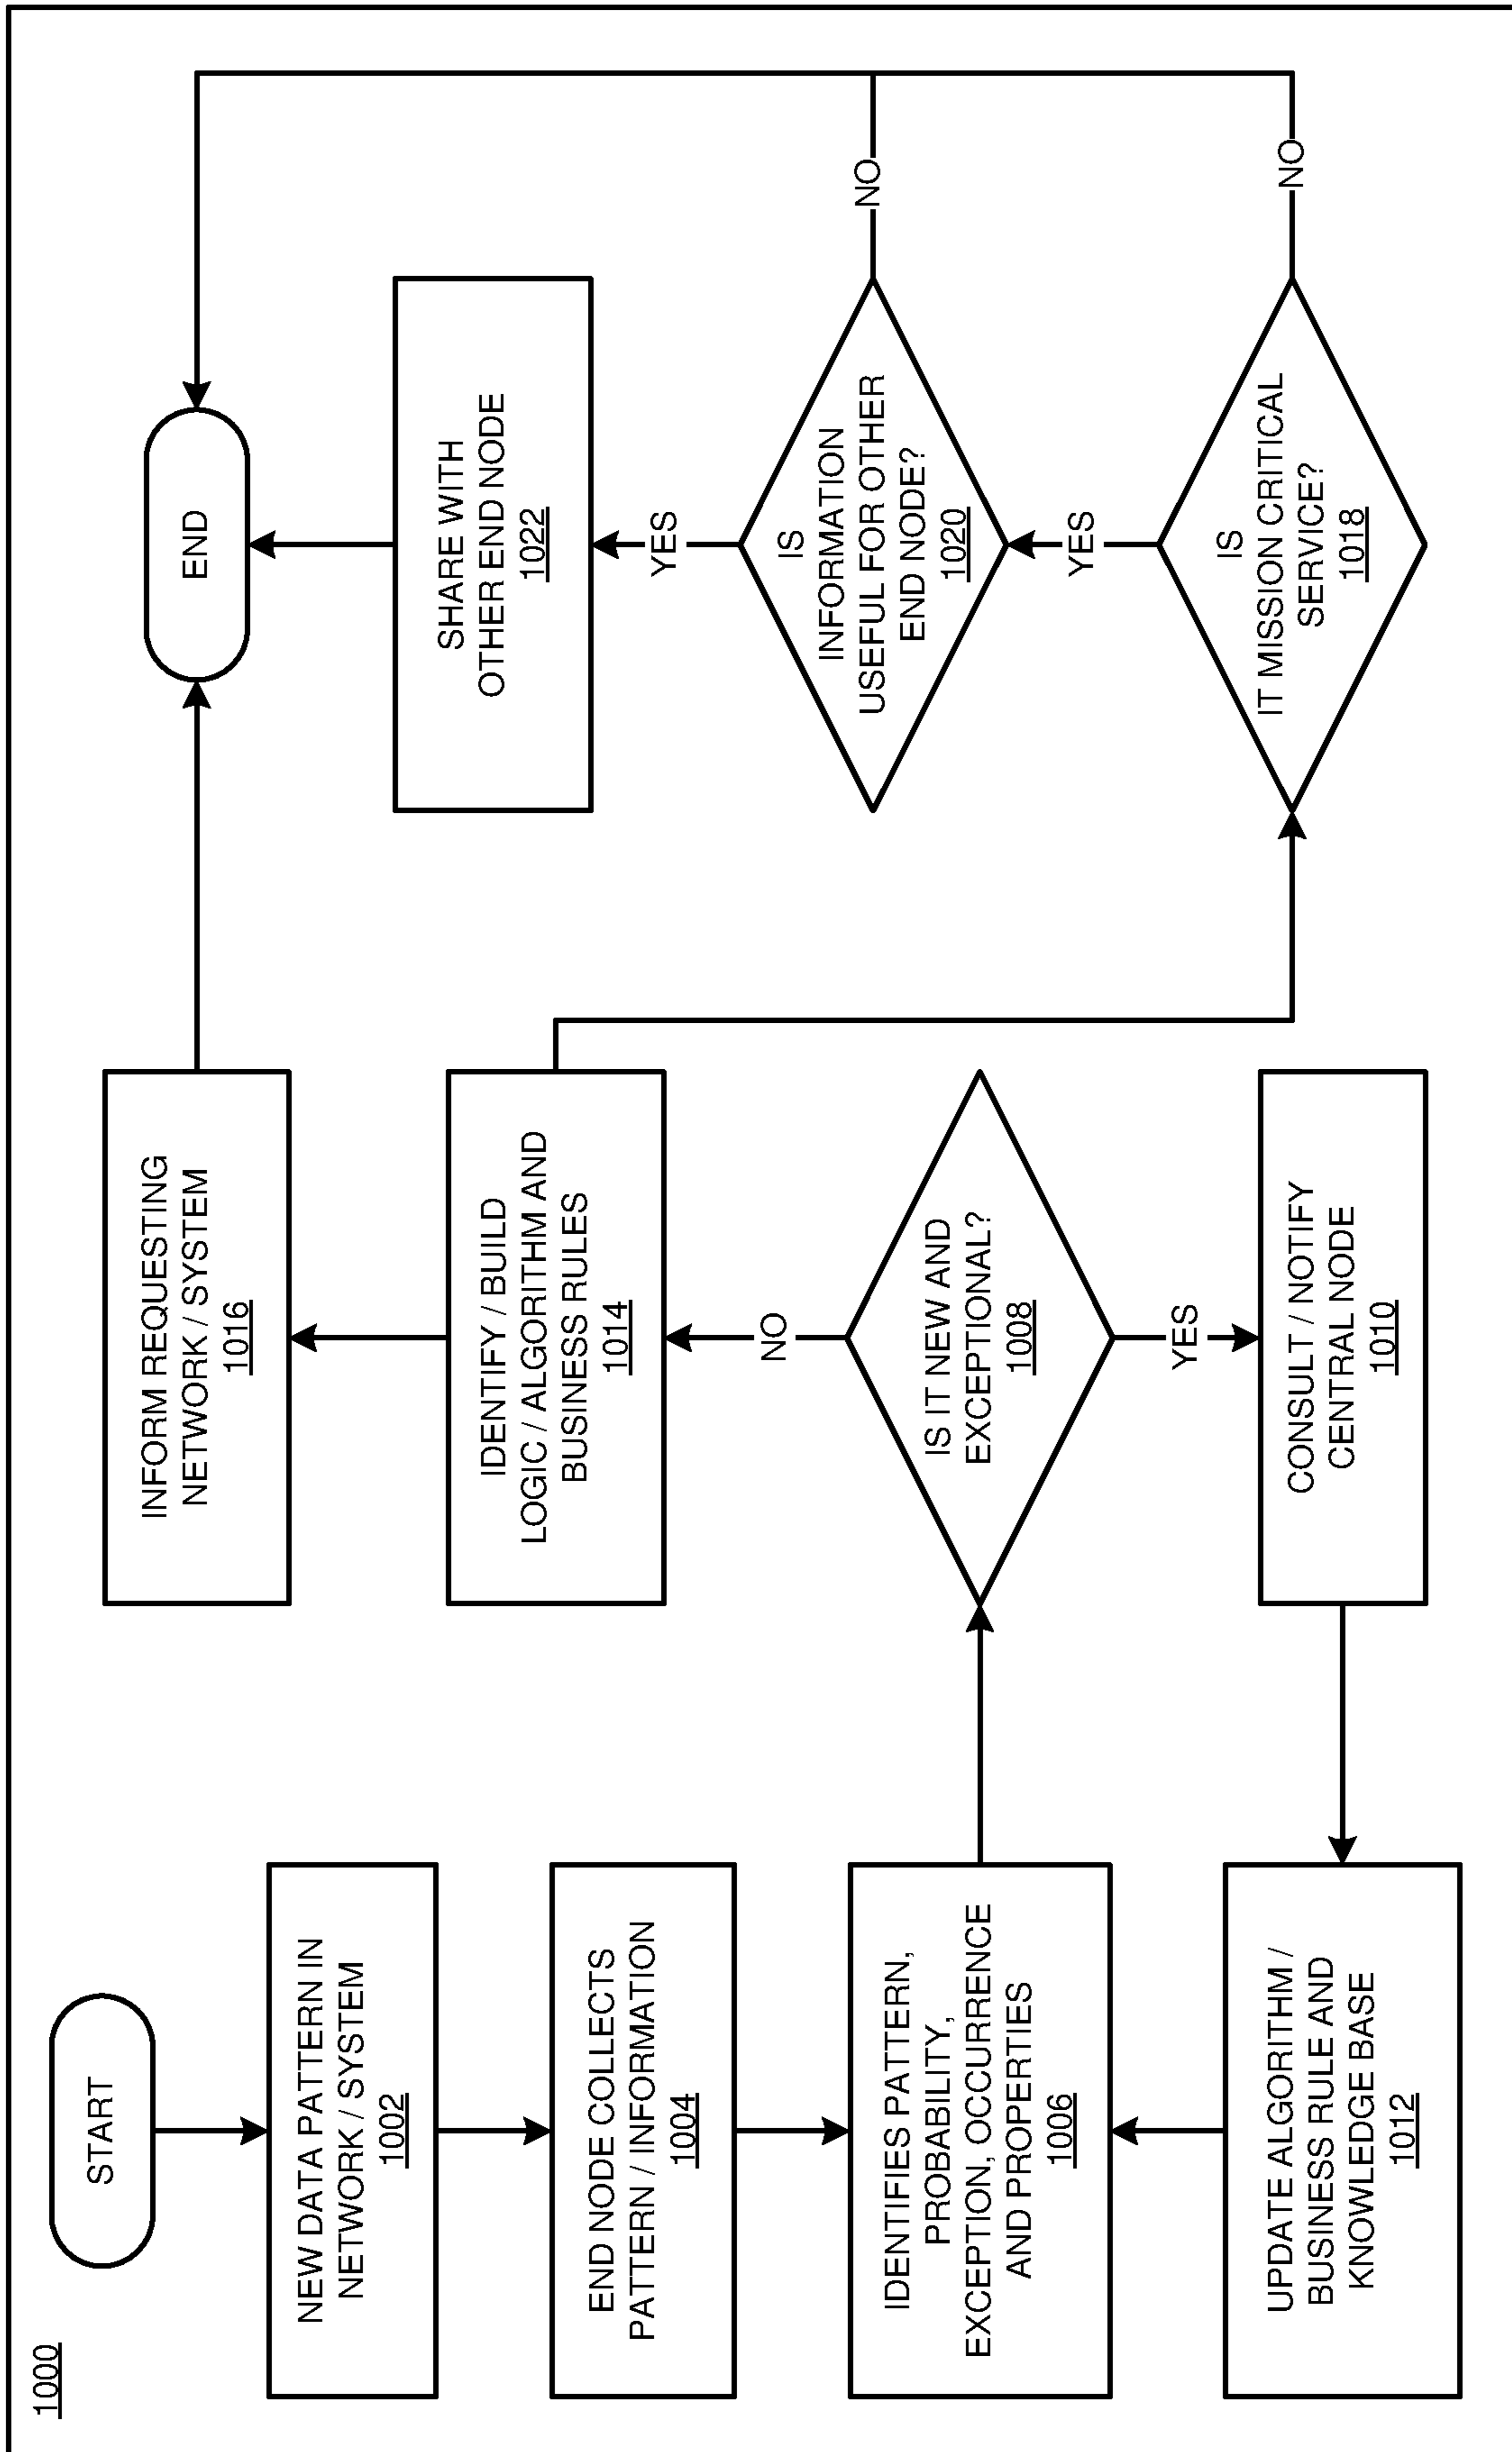 1000
START
NEW DATA PATTERN IN
NETWORK / SYSTEM
1002
END NODE COLLECTS
PATTERN / INFORMATION
1004
IDENTIFIES PATTERN,
PROBABILITY,
EXCEPTION, OCCURRENCE
AND PROPERTIES
1006
UPDATE ALGORITHM /
BUSINESS RULE AND
KNOWLEDGE BASE
1012
INFORM REQUESTING
NETWORK / SYSTEM
1016
IDENTIFY / BUILD
LOGIC / ALGORITHM AND
BUSINESS RULES
1014
NO
IS IT NEW AND
EXCEPTIONAL?
1008
YES
CONSULT / NOTIFY
CENTRAL NODE
1010
END
SHARE WITH
OTHER END NODE
1022
YES
IS
INFORMATION
USEFUL FOR OTHER
END NODE?
1020
NO
YES
IS
IT MISSION CRITICAL
SERVICE?
1018
NO